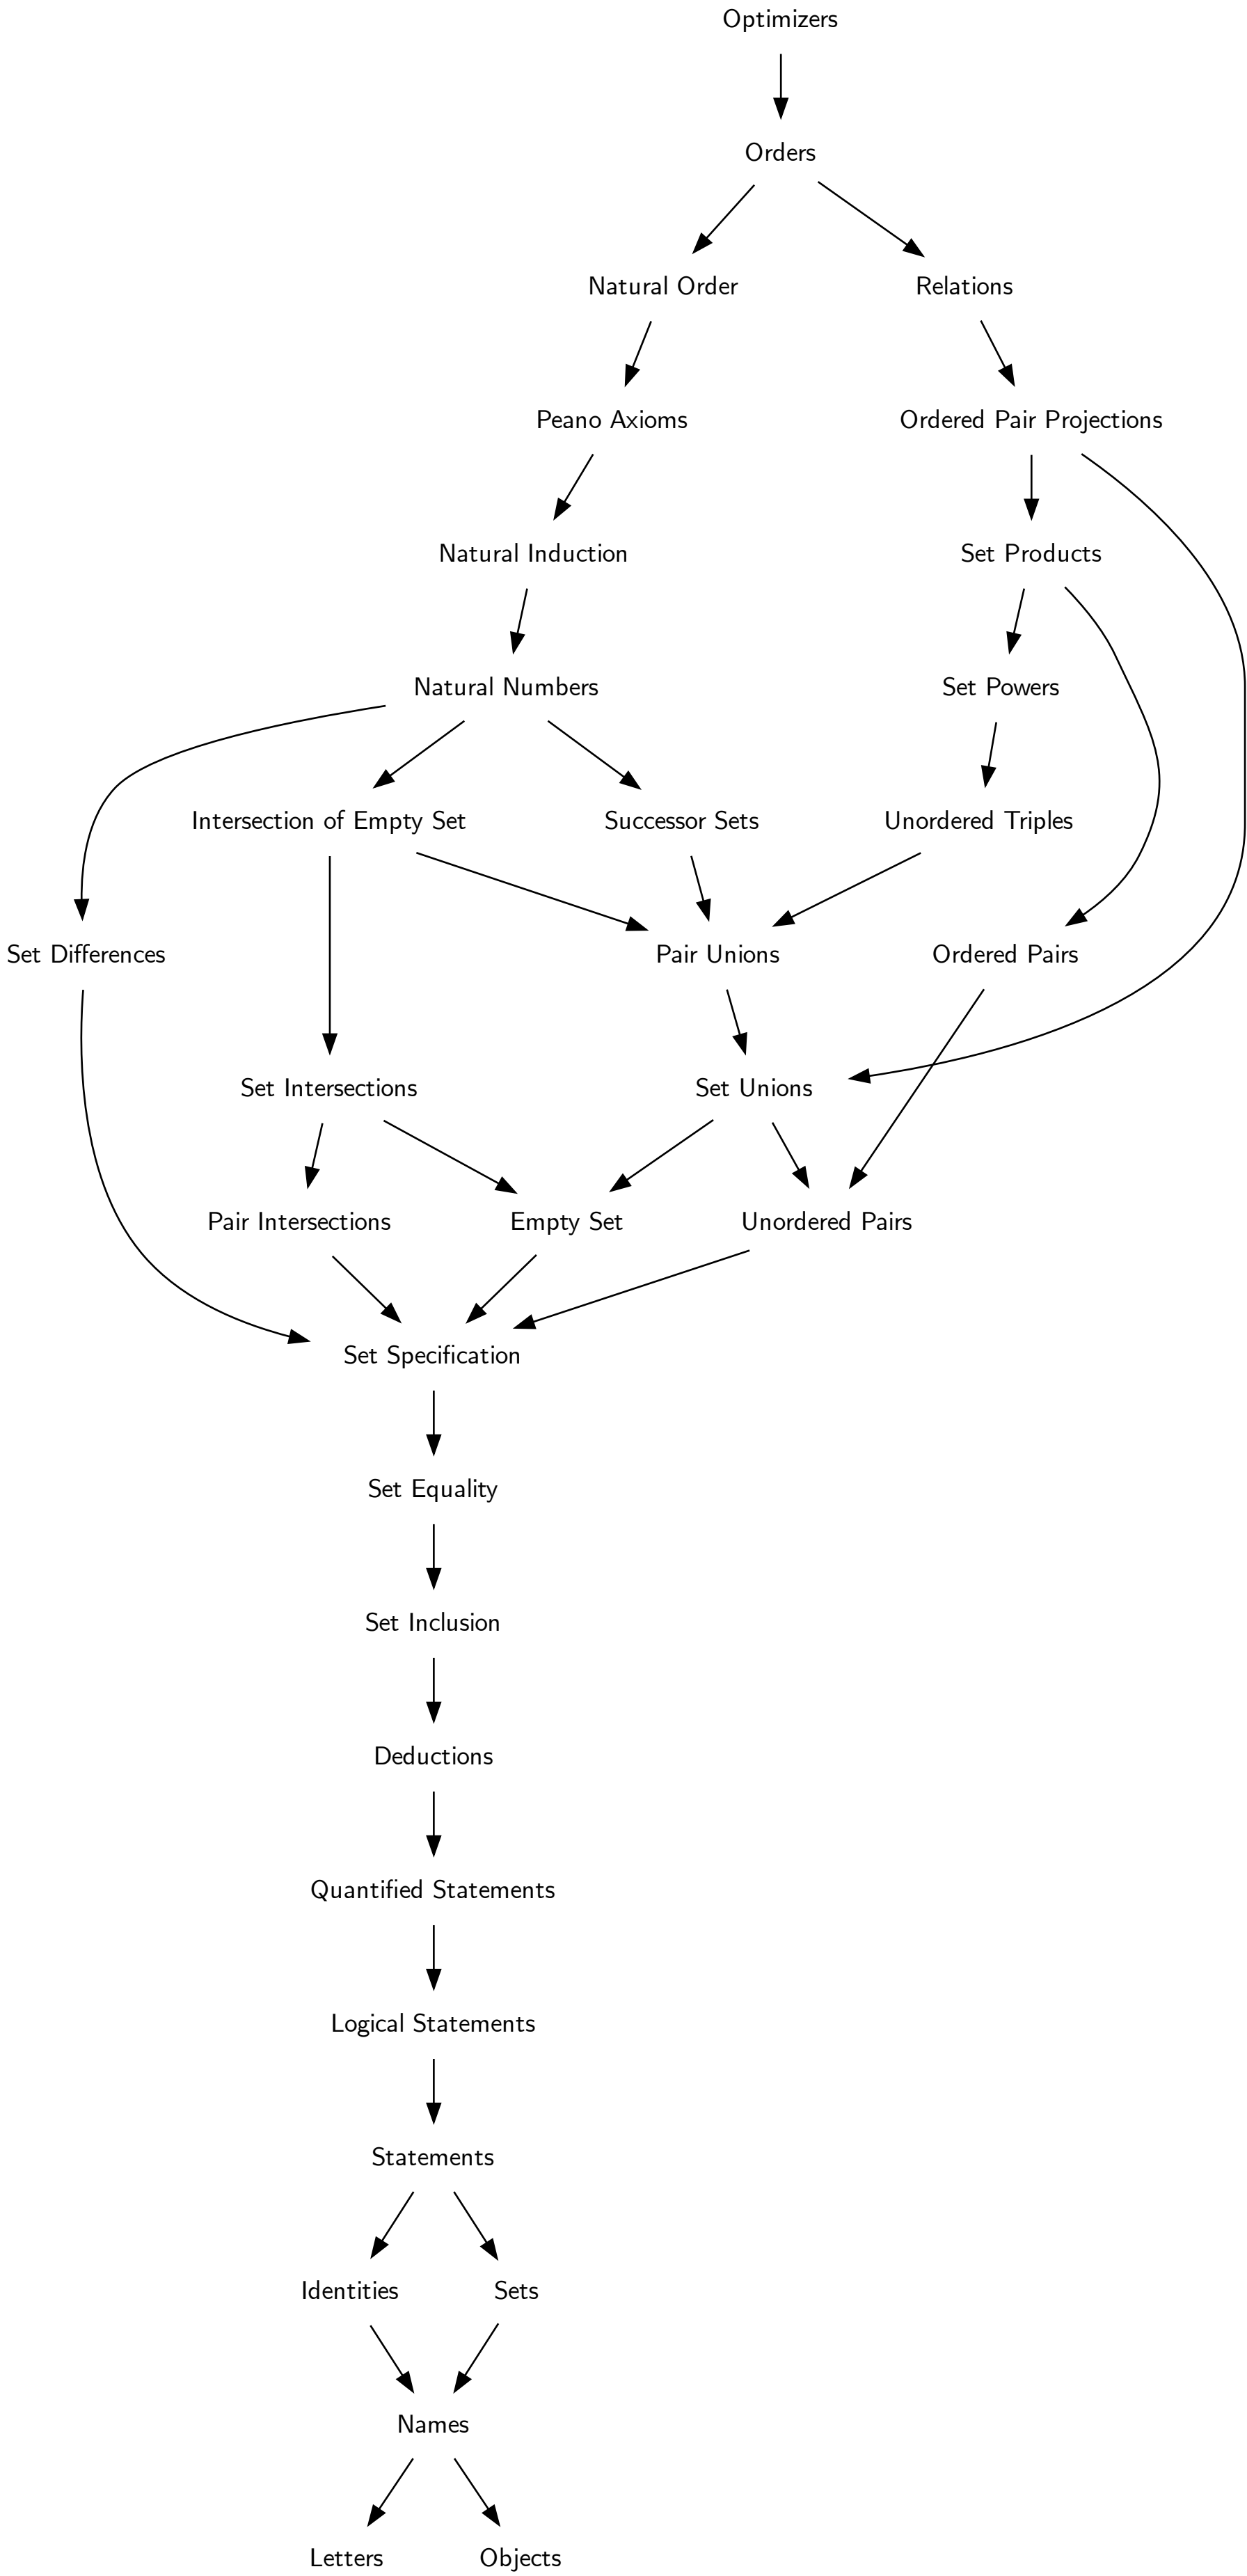 Optimizers
Orders
Natural Order
Relations
Peano Axioms
Ordered Pair Projections
Natural Induction
Set Products
Natural Numbers
Set Powers
Intersection of Empty Set
Successor Sets
Unordered Triples
Set Differences
Pair Unions
Ordered Pairs
Set Intersections
Set Unions
Pair Intersections
Empty Set
Unordered Pairs
Set Specification
Set Equality
Set Inclusion
Deductions
Quantified Statements
Logical Statements
Statements
Identities
Sets
Names
Letters
Objects